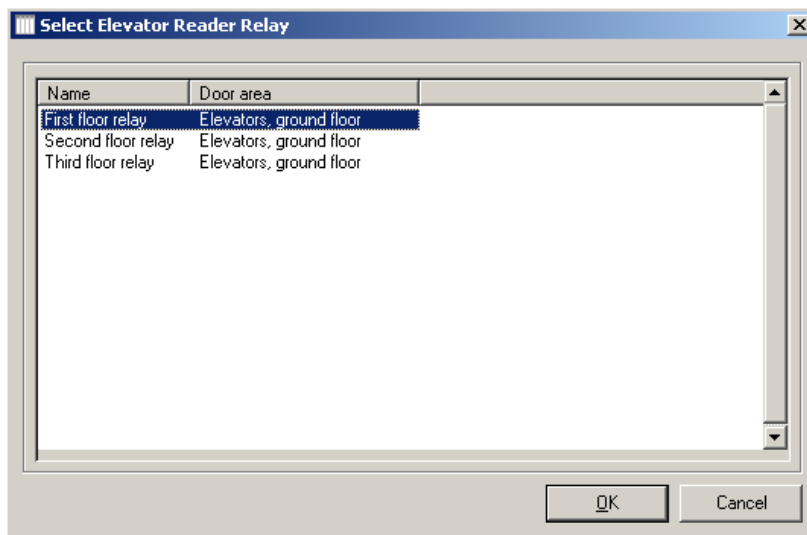 Select Elevator Reader Relay
Name Door area
First floor relay Elevators, ground floor
Second floor relay Elevators, ground floor
Third floor relay Elevators, ground floor
OK Cancel